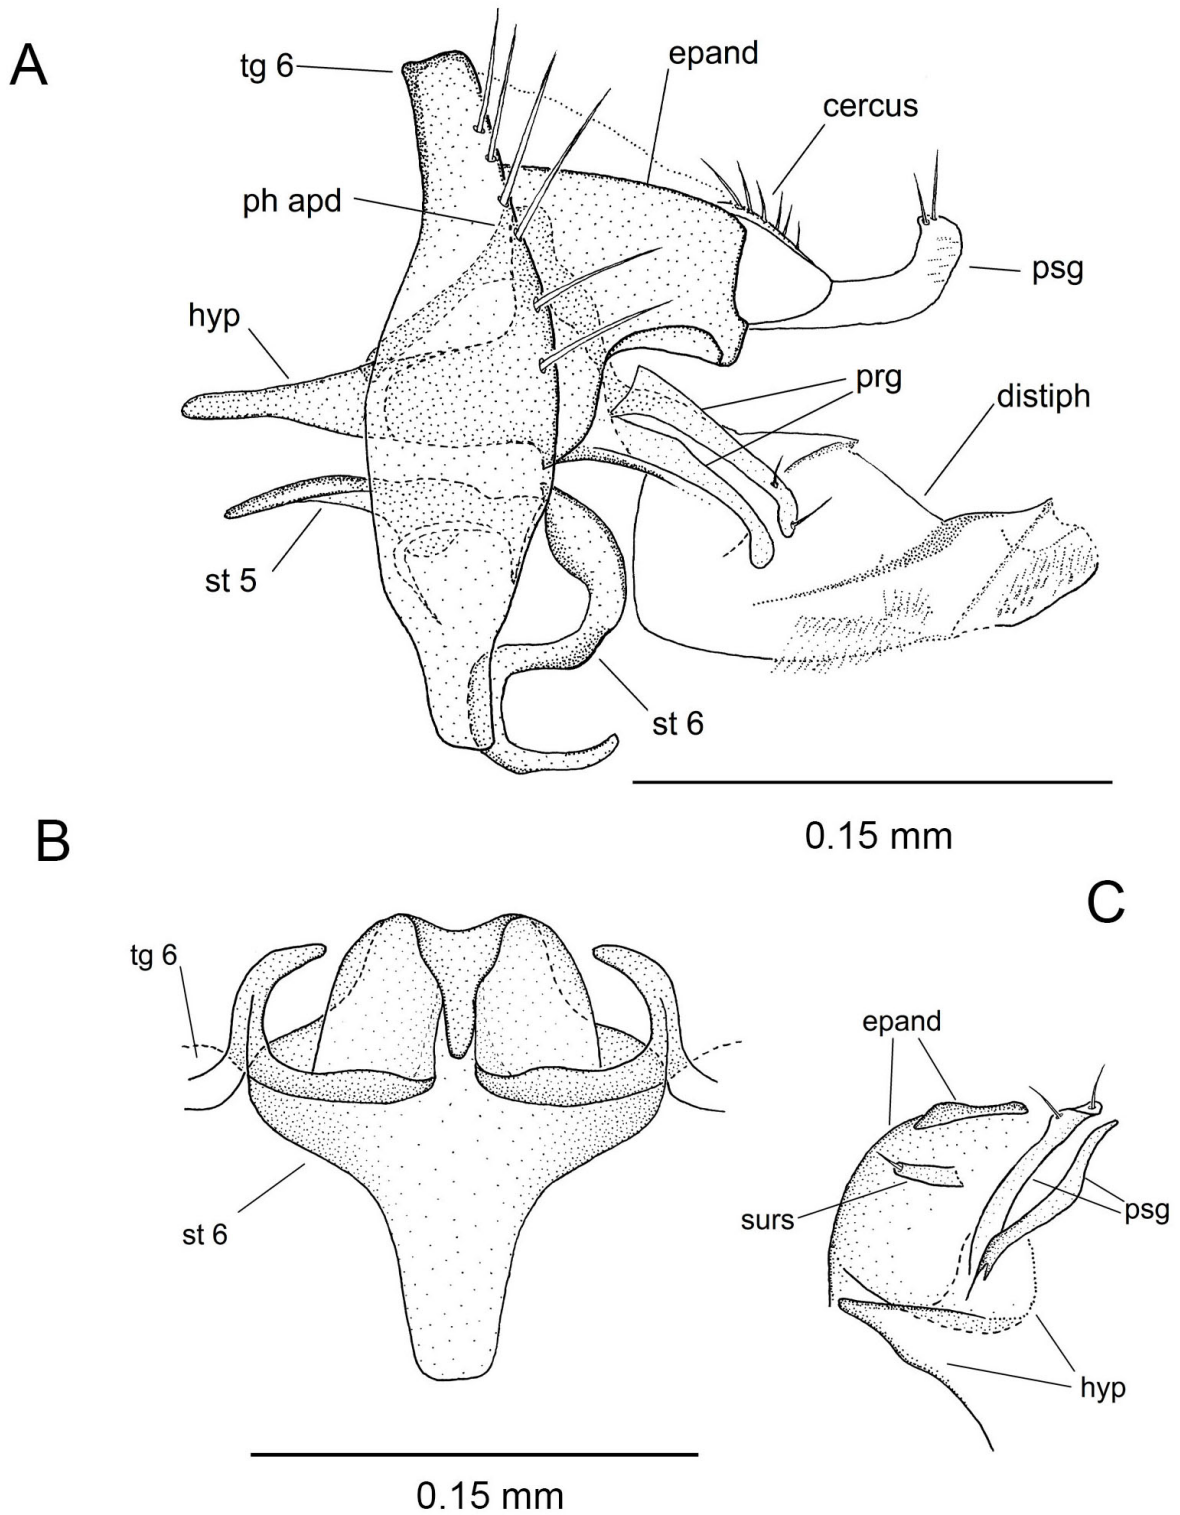 A
tg 6
epand
cercus
ph apd
psg
hyp
prg
distiph
st 5
st 6
0.15 mm
B
C
tg 6
epand
surs
psg
st 6
hyp
0.15 mm